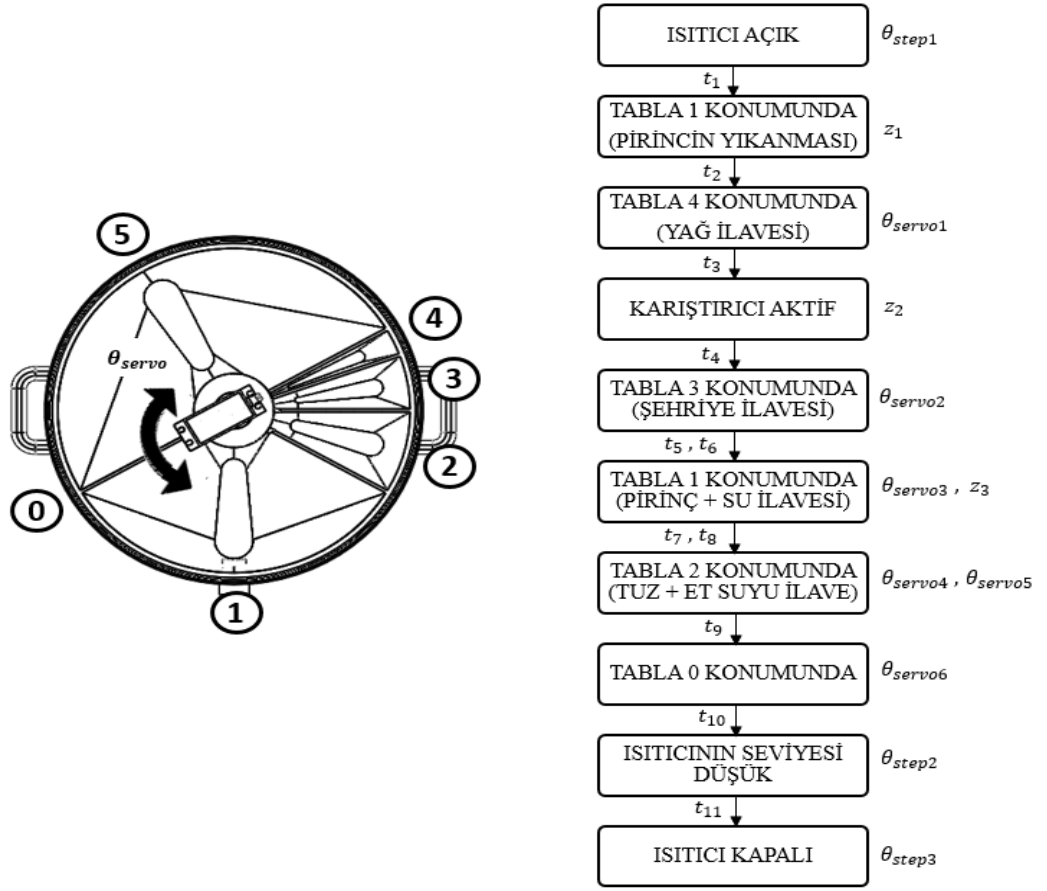 5
4
θservo
3
2
0
1
ISITICI AÇIK
θstep1
t1
TABLA 1 KONUMUNDA
(PİRİNCİN YIKANMASI)
z1
t2
TABLA 4 KONUMUNDA
(YAĞ İLAVESİ)
θservo1
t3
KARIŞTIRICI AKTİF
z2
t4
TABLA 3 KONUMUNDA
(ŞEHRİYE İLAVESİ)
θservo2
t5 , t6
TABLA 1 KONUMUNDA
(PİRİNÇ + SU İLAVESİ)
θservo3 , z3
t7 , t8
TABLA 2 KONUMUNDA
(TUZ + ET SUYU İLAVE)
θservo4 , θservo5
t9
TABLA 0 KONUMUNDA
θservo6
t10
ISITICININ SEVİYESİ
DÜŞÜK
θstep2
t11
ISITICI KAPALI
θstep3